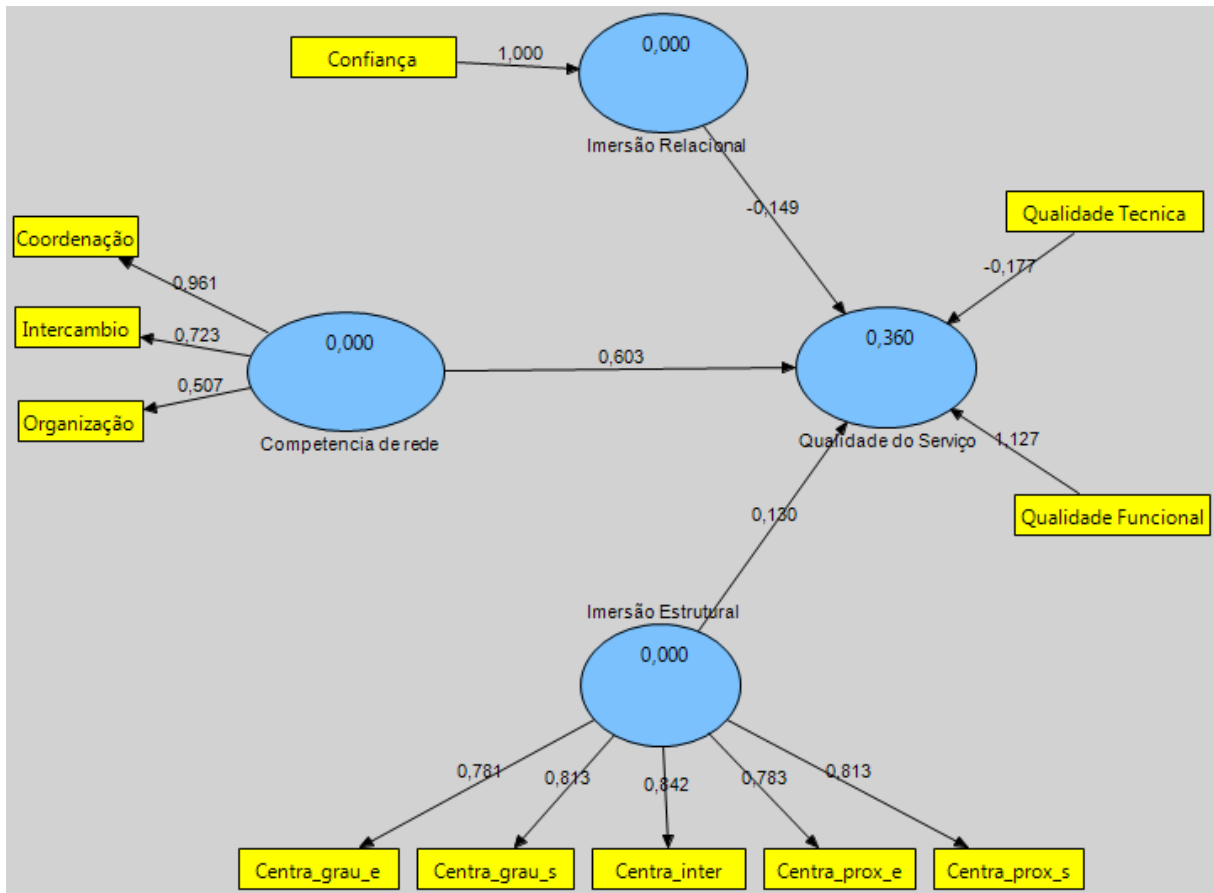 0,000
Confiança
1,000
Imersão Relacional
-0,149
Qualidade Tecnica
-0,177
Coordenação
0,961
Intercambio
0,723
0,507
Organização
0,000
Competencia de rede
0,603
0,360
Qualidade do Serviço
1,127
Qualidade Funcional
0,130
Imersão Estrutural
0,000
0,781
0,813
0,842
0,783
0,813
Centra_grau_e
Centra_grau_s
Centra_inter
Centra_prox_e
Centra_prox_s